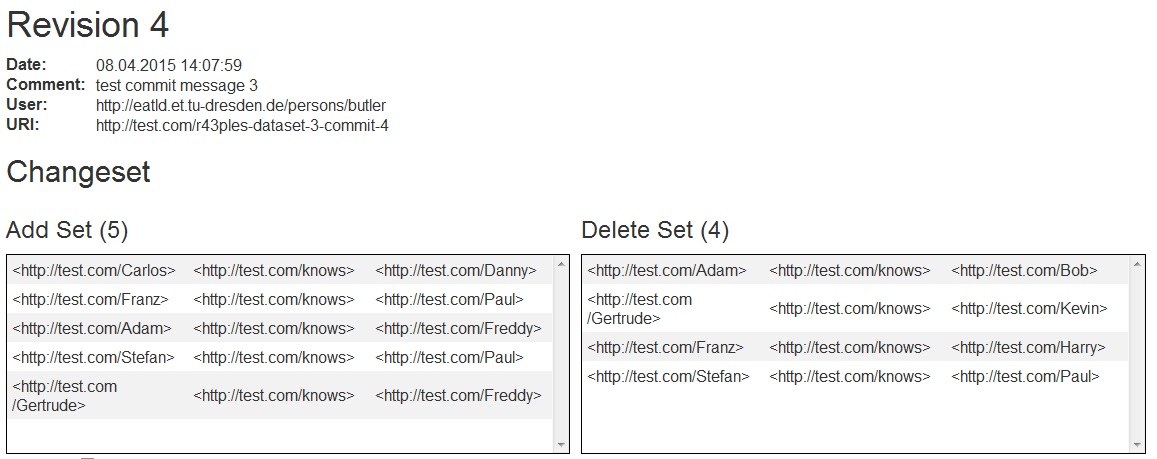 Revision 4
Date: 08.04.2015 14:07:59
Comment: test commit message 3
User: http://eatld.et.tu-dresden.de/persons/butler
URI: http://test.com/r43ples-dataset-3-commit-4
Changeset
Add Set (5)
<http://test.com/Carlos> <http://test.com/knows> <http://test.com/Danny>
<http://test.com/Franz> <http://test.com/knows> <http://test.com/Paul>
<http://test.com/Adam> <http://test.com/knows> <http://test.com/Freddy>
<http://test.com/Stefan> <http://test.com/knows> <http://test.com/Paul>
<http://test.com
/Gertrude> <http://test.com/knows> <http://test.com/Freddy>
Delete Set (4)
<http://test.com/Adam> <http://test.com/knows> <http://test.com/Bob>
<http://test.com
/Gertrude> <http://test.com/knows> <http://test.com/Kevin>
<http://test.com/Franz> <http://test.com/knows> <http://test.com/Harry>
<http://test.com/Stefan> <http://test.com/knows> <http://test.com/Paul>